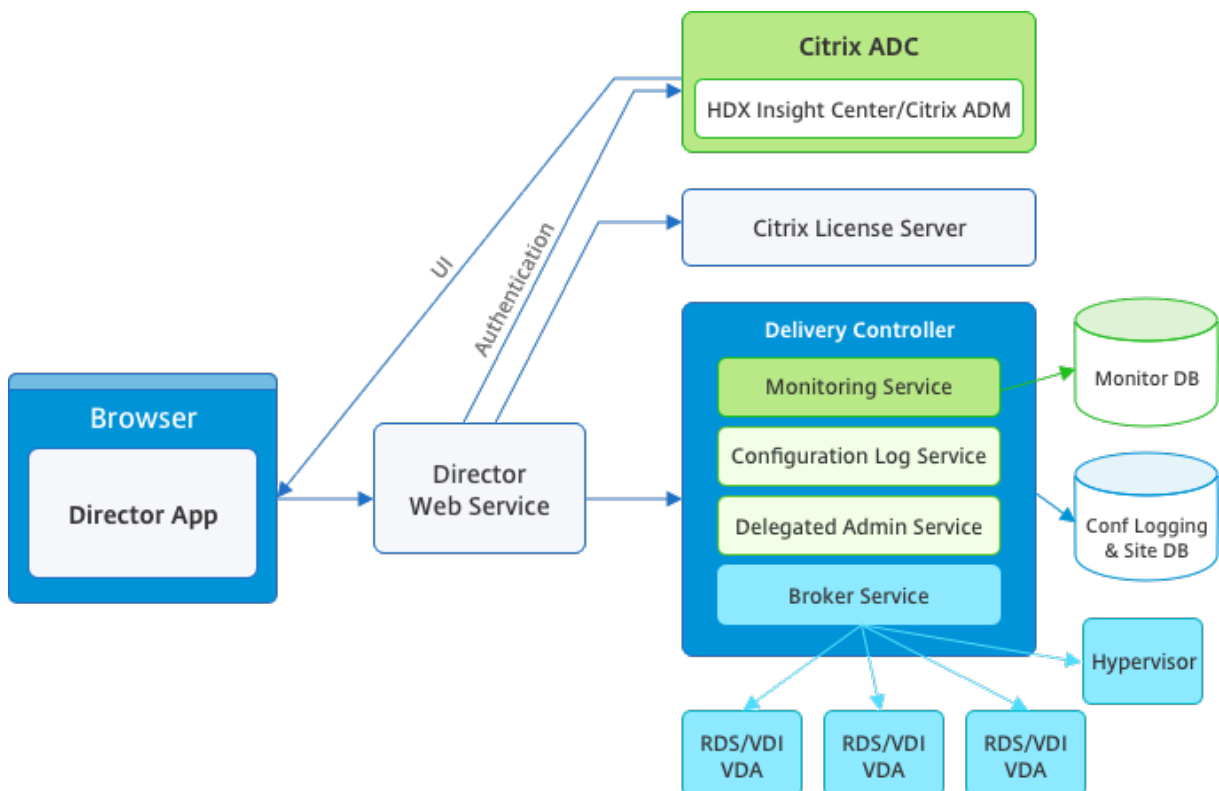 Citrix ADC
HDX Insight Center/Citrix ADM
Citrix License Server
UI
Authentication
Delivery Controller
Monitoring Service
Configuration Log Service
Delegated Admin Service
Broker Service
Monitor DB
Conf Logging
& Site DB
Browser
Director App
Director
Web Service
Hypervisor
RDS/VDI
VDA
RDS/VDI
VDA
RDS/VDI
VDA